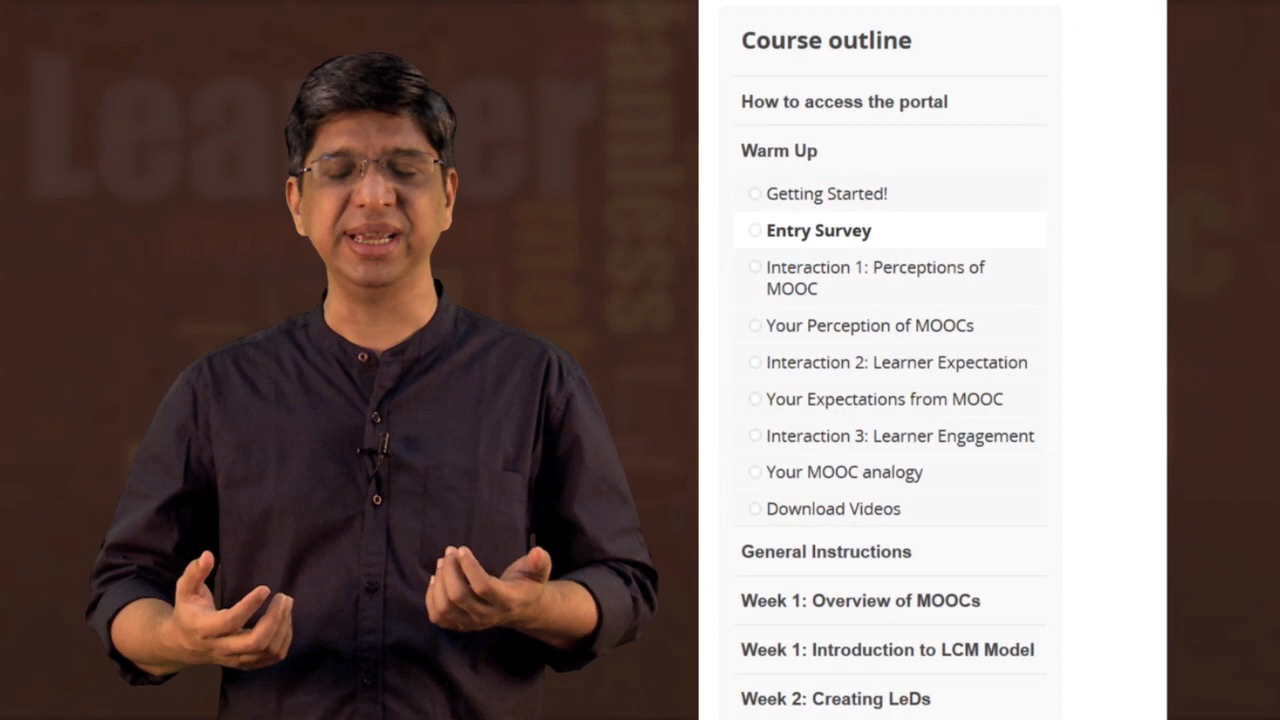 Learner
Course outline
How to access the portal
Warm Up
Getting Started!
Entry Survey
Interaction 1: Perceptions of
MOOC
Your Perception of MOOCs
Interaction 2: Learner Expectation
Your Expectations from MOOC
Interaction 3: Learner Engagement
Your MOOC analogy
Download Videos
General Instructions
Week 1: Overview of MOOCs
Week 1: Introduction to LCM Model
Week 2: Creating LeDs